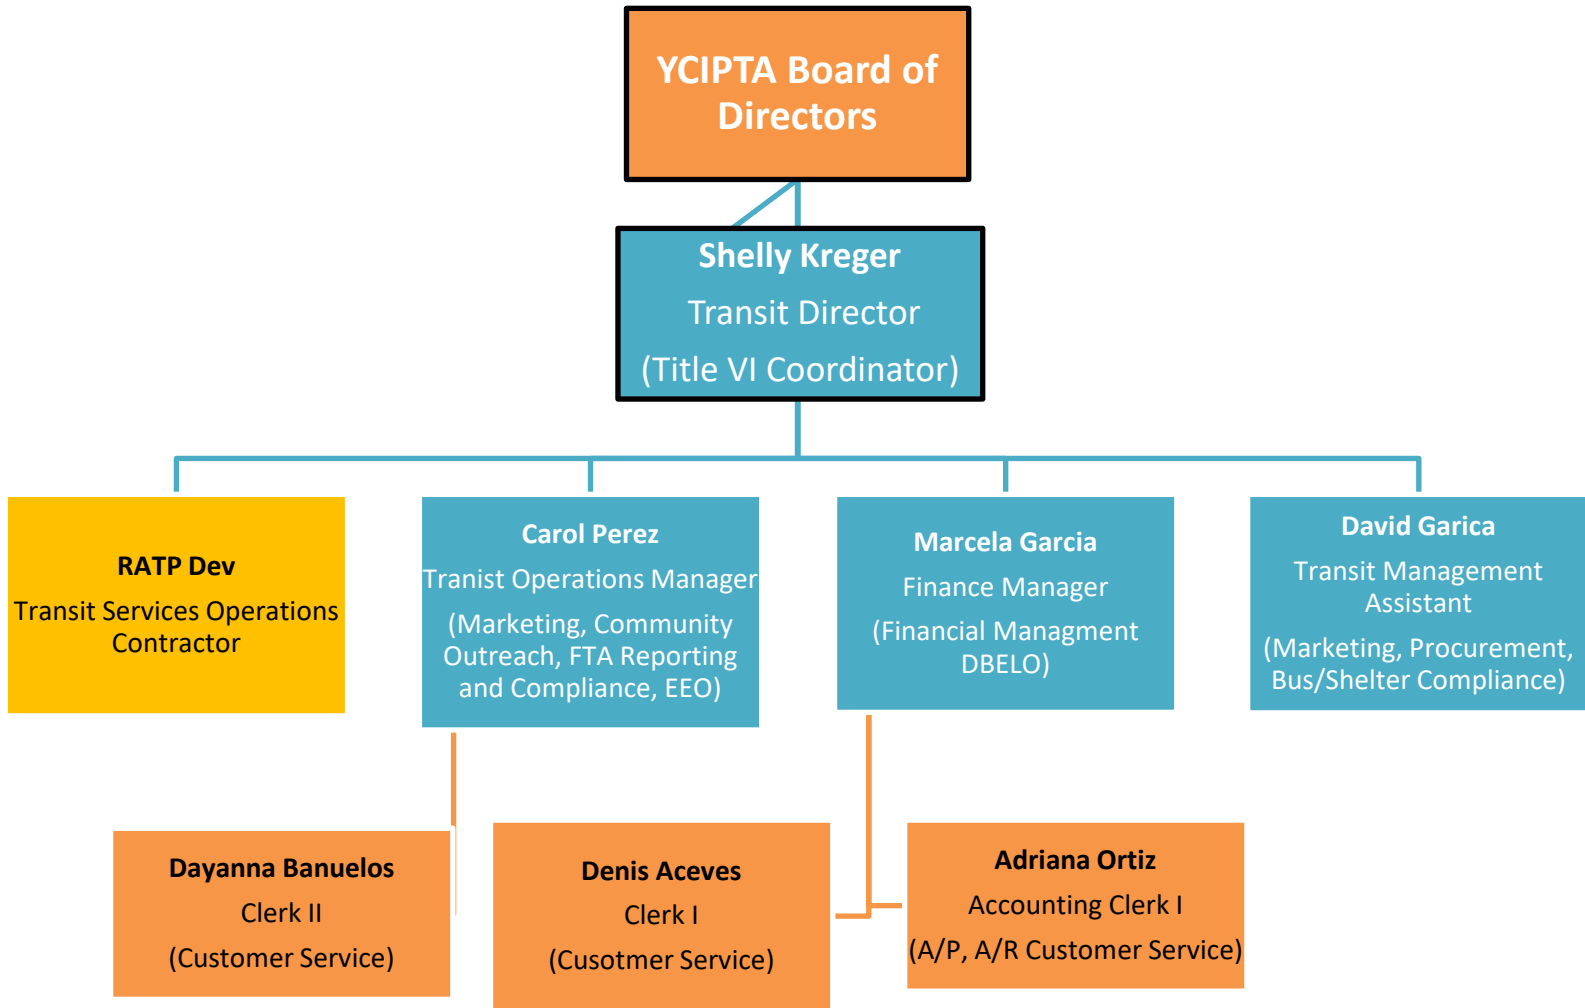 YCIPTA Board of
Directors
Shelly Kreger
Transit Director
(Title VI Coordinator)
RATP Dev
Transit Services Operations
Contractor
Carol Perez
Tranist Operations Manager
(Marketing, Community
Outreach, FTA Reporting
and Compliance, EEO)
Marcela Garcia
Finance Manager
(Financial Managment
DBELO)
David Garica
Transit Management
Assistant
(Marketing, Procurement,
Bus/Shelter Compliance)
Dayanna Banuelos
Clerk II
(Customer Service)
Denis Aceves
Clerk I
(Cusotmer Service)
Adriana Ortiz
Accounting Clerk I
(A/P, A/R Customer Service)